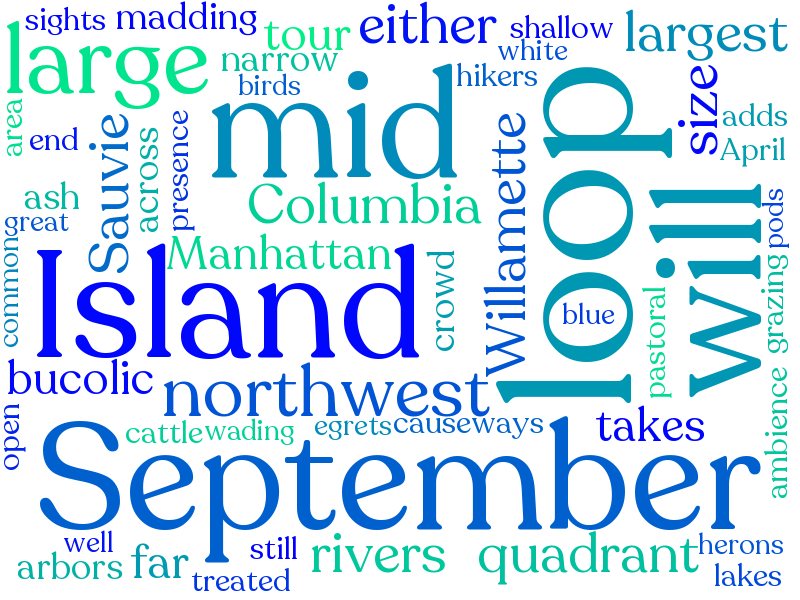 sights
madding
tour
either
shallow
largest
large
narrow
white
hikers
birds
mid
loop
size
adds
April
area
end
Sauvie
across
presence
Willamette
will
pods
ash
great
Columbia
Manhattan
common
Island
crowd
blue
pastoral
grazing
bucolic
northwest
takes
open
cattle
wading
egrets
causeways
ambience
September
well
still
rivers
quadrant
herons
arbors
far
treated
lakes